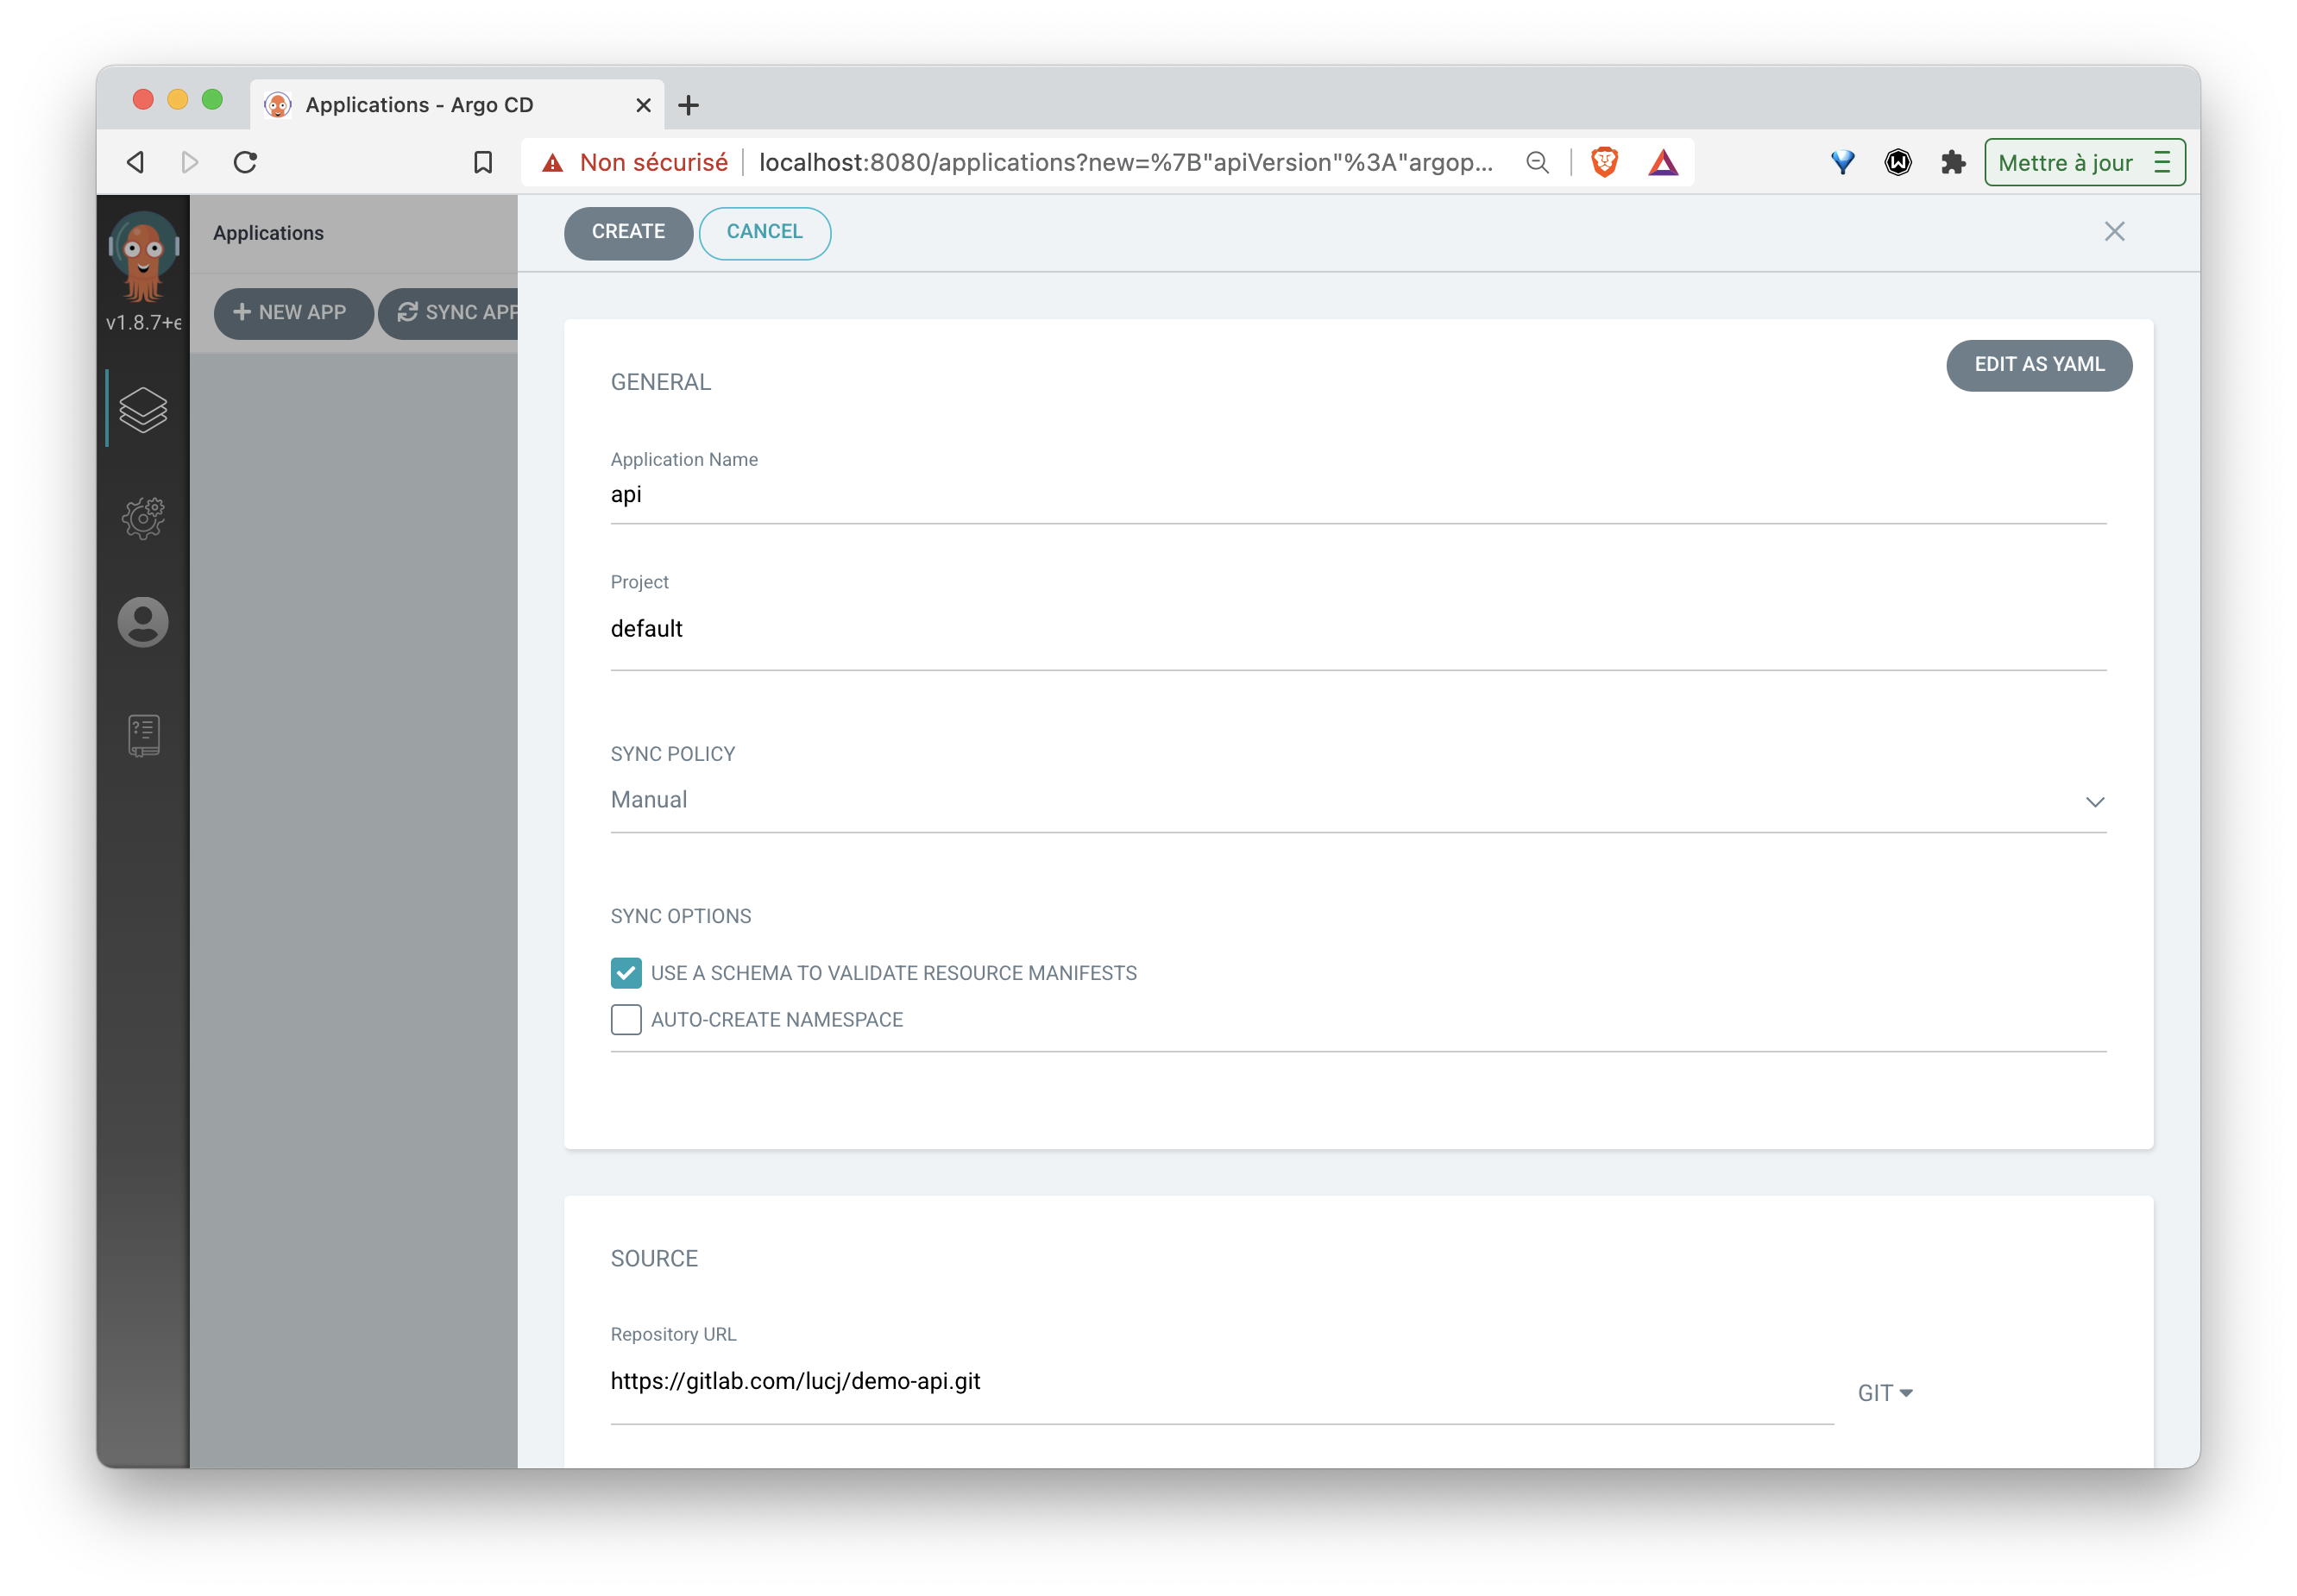 Applications - Argo CD
Non sécurisé localhost:8080/applications?new=%7B"apiVersion"%3A"argop... Mettre à jour
v1.8.7+e
Applications
NEW APP SYNC APP
CREATE CANCEL
EDIT AS YAML
GENERAL
Application Name
api
Project
default
SYNC POLICY
Manual
SYNC OPTIONS
USE A SCHEMA TO VALIDATE RESOURCE MANIFESTS
AUTO-CREATE NAMESPACE
SOURCE
Repository URL
https://gitlab.com/lucj/demo-api.git
GIT